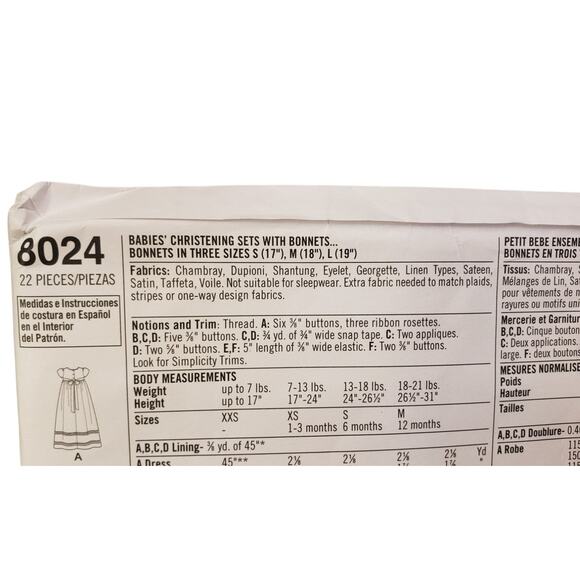 8024
22 PIECES/PIEZAS
Medidas e Instrucciones
de costura en Español
en el Interior
del Patrón.
A
BABIES' CHRISTENING SETS WITH BONNETS...
BONNETS IN THREE SIZES S (17"), M (18"), L (19")
Fabrics: Chambray, Dupioni, Shantung, Eyelet, Georgette, Linen Types, Sateen,
Satin, Taffeta, Voile. Not suitable for sleepwear. Extra fabric needed to match plaids,
stripes or one-way design fabrics.
Notions and Trim: Thread. A: Six ⅜" buttons, three ribbon rosettes.
B,C,D: Five ⅜" buttons. C,D: ¾ yd. of ¾" wide snap tape. C: Two appliques.
D: Two ⅝" buttons. E,F: 5" length of ⅜" wide elastic. F: Two ⅜" buttons.
Look for Simplicity Trims.
BODY MEASUREMENTS
Weight up to 7 lbs. 7-13 lbs. 13-18 lbs. 18-21 lbs.
Height up to 17" 17"-24" 24"-26½" 26½"-31"
Sizes XXS XS S M
- 1-3 months 6 months 12 months
A,B,C,D Lining- ⅜ yd. of 45"*
A Dress 45"** 2⅛ 2⅛ 2⅛ 2⅛ Yd
PETIT BEBE ENSEM
BONNETS EN TROIS
Tissus: Chambray,
Mélanges de Lin, Sa
pour vêtements de n
rayures ou motifs uni
Mercerie et Garnitur
B,C,D: Cinque bouton
C: Deux applications.
large. F: deux boutons
MESURES NORMALISE
Poids
Hauteur
Tailles
A,B,C,D Doublure- 0.4
A Robe 115
150
115